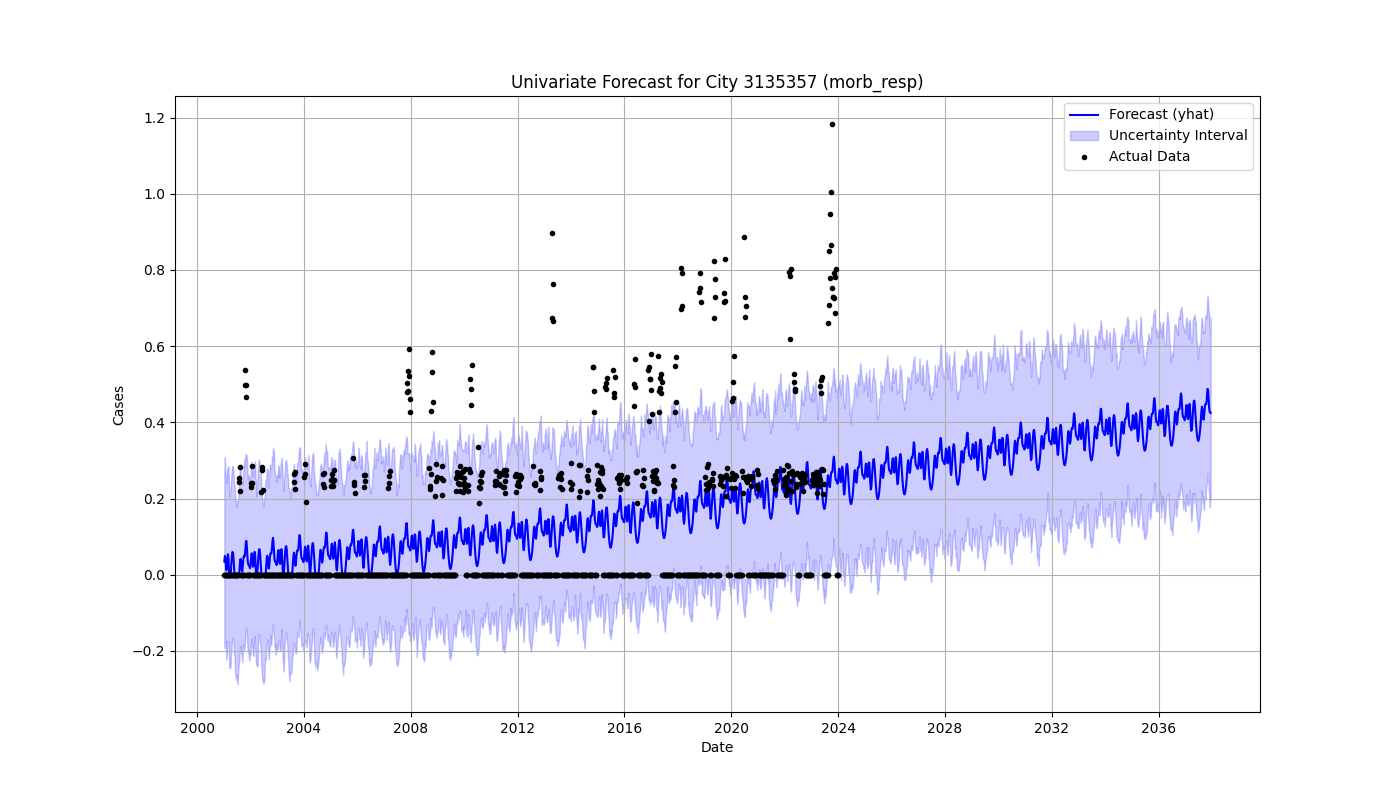 Univariate Forecast for City 3135357 (morb_resp)
Forecast (yhat)
Uncertainty Interval
Actual Data
Cases
1.2
1.0
0.8
0.6
0.4
0.2
0.0
−0.2
2000 2004 2008 2012 2016 2020 2024 2028 2032 2036
Date